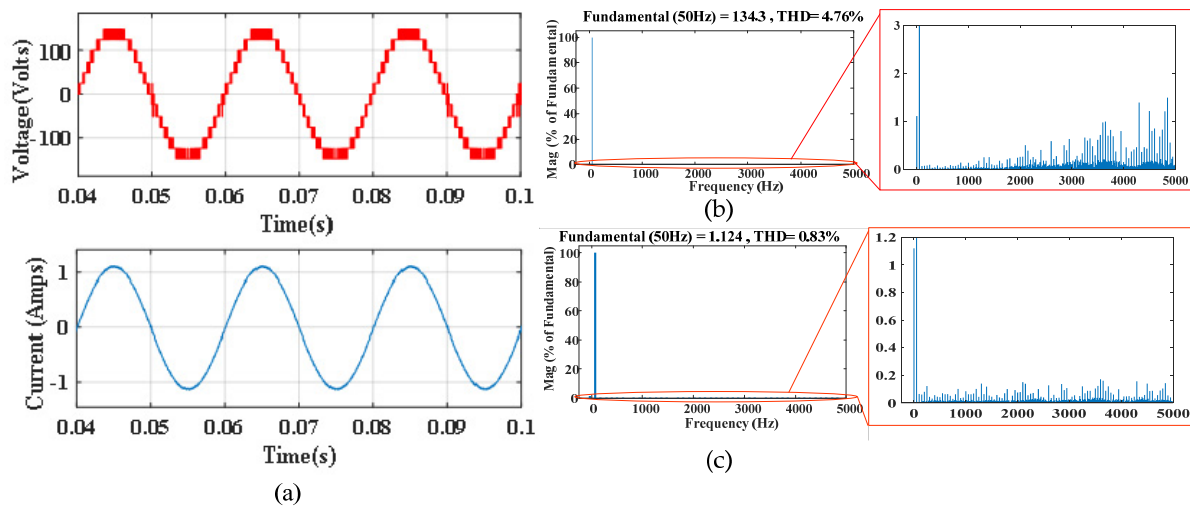 Voltage(Volts)
100
0
-100
0.04 0.05 0.06 0.07 0.08 0.09 0.1
Time(s)
Current (Amps)
1
0
-1
0.04 0.05 0.06 0.07 0.08 0.09 0.1
Time(s)
(a)
Fundamental (50Hz) = 134.3 , THD= 4.76%
Mag (% of Fundamental)
100
80
60
40
20
0
0 1000 2000 3000 4000 5000
Frequency (Hz)
3
2
1
0
0 1000 2000 3000 4000 5000
(b)
Fundamental (50Hz) = 1.124 , THD= 0.83%
Mag (% of Fundamental)
100
80
60
40
20
0
0 1000 2000 3000 4000 5000
Frequency (Hz)
1.2
1
0.8
0.6
0.4
0.2
0
0 1000 2000 3000 4000 5000
(c)